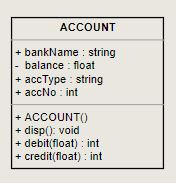 ACCOUNT
+ bankName : string
- balance : float
+ accType : string
+ accNo : int
+ ACCOUNT()
+ disp(): void
+ debit(float) : int
+ credit(float) : int